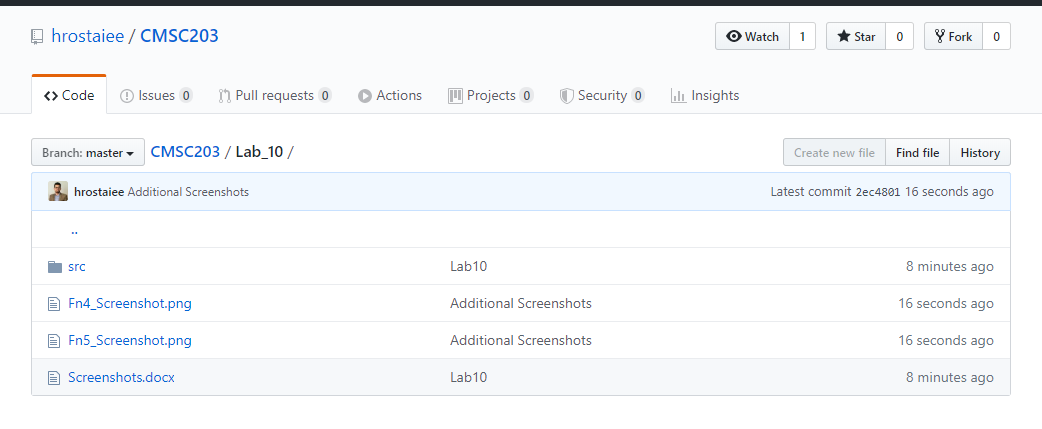 hrostaiee / CMSC203 Watch 1 Star 0 Fork 0
Code Issues 0 Pull requests 0 Actions Projects 0 Security 0 Insights
Branch: master CMSC203 / Lab_10 / Create new file Find file History
hrostaiee Additional Screenshots Latest commit 2ec4801 16 seconds ago
..
src Lab10 8 minutes ago
Fn4_Screenshot.png Additional Screenshots 16 seconds ago
Fn5_Screenshot.png Additional Screenshots 16 seconds ago
Screenshots.docx Lab10 8 minutes ago